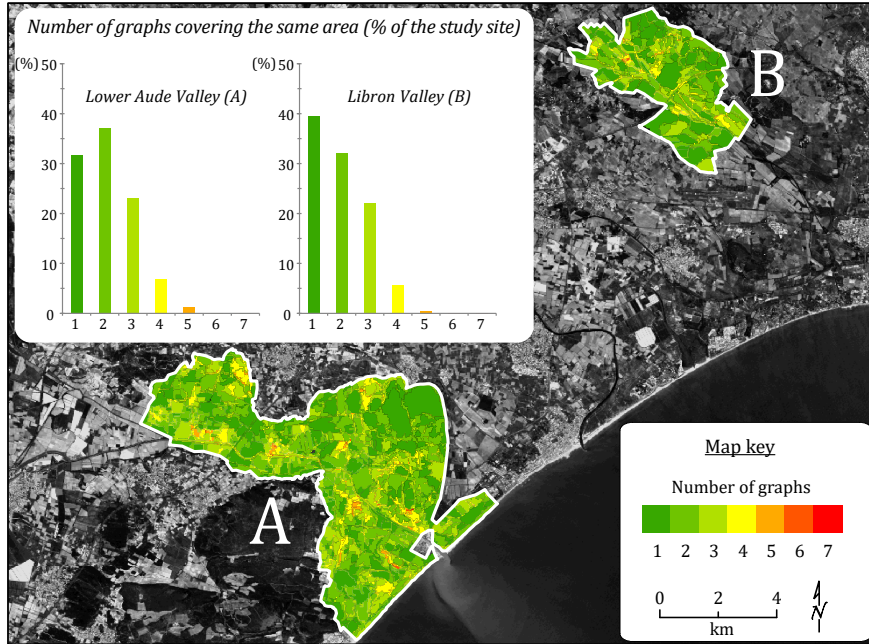 Number of graphs covering the same area (% of the study site)
(%)
50
40
30
20
10
0
Lower Aude Valley (A)
1 2 3 4 5 6 7
(%)
50
40
30
20
10
0
Libron Valley (B)
1 2 3 4 5 6 7
B
A
Map key
Number of graphs
1 2 3 4 5 6 7
0 2 4
km
N